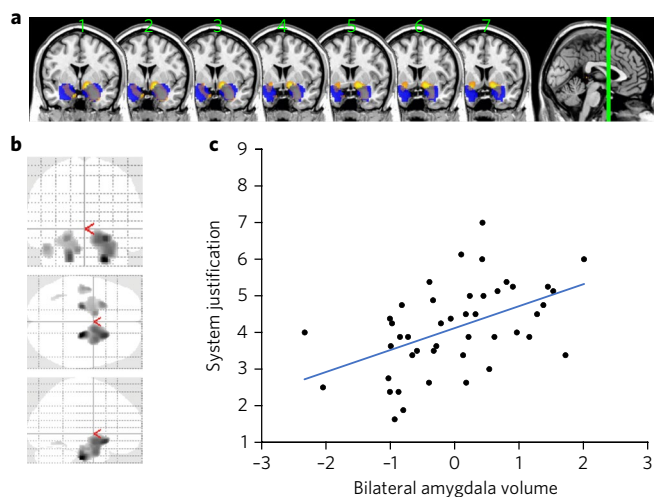 a
1 2 3 4 5 6 7
b
c
9
8
7
6
5
4
3
2
1
System justification
−3 −2 −1 0 1 2 3
Bilateral amygdala volume